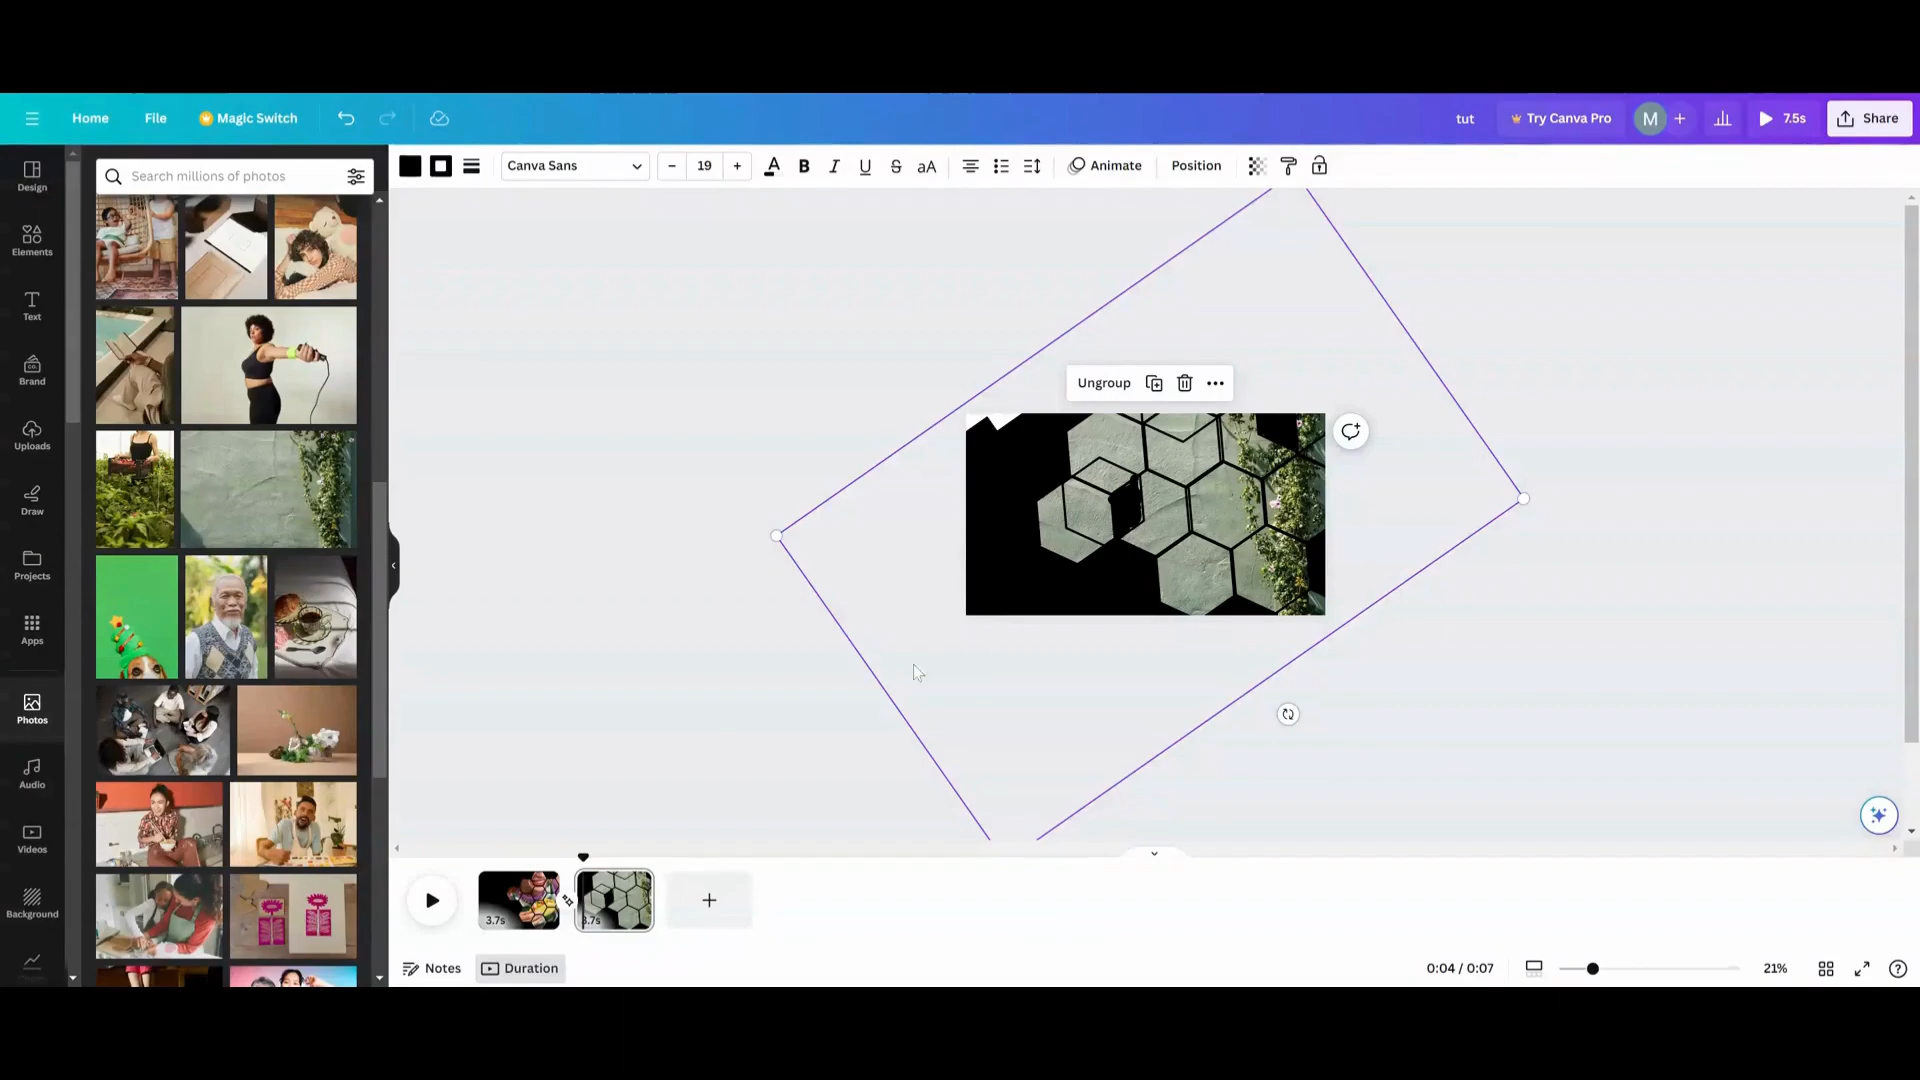 Home File Magic Switch tut Try Canva Pro M + 7.5s Share
Design
Elements
Text
Brand
Uploads
Draw
Projects
Apps
Photos
Audio
Videos
Background
Search millions of photos
Canva Sans − 19 + A B I U S aA Animate Position
Ungroup
3.7s
3.7s
Notes Duration 0:04 / 0:07 21%